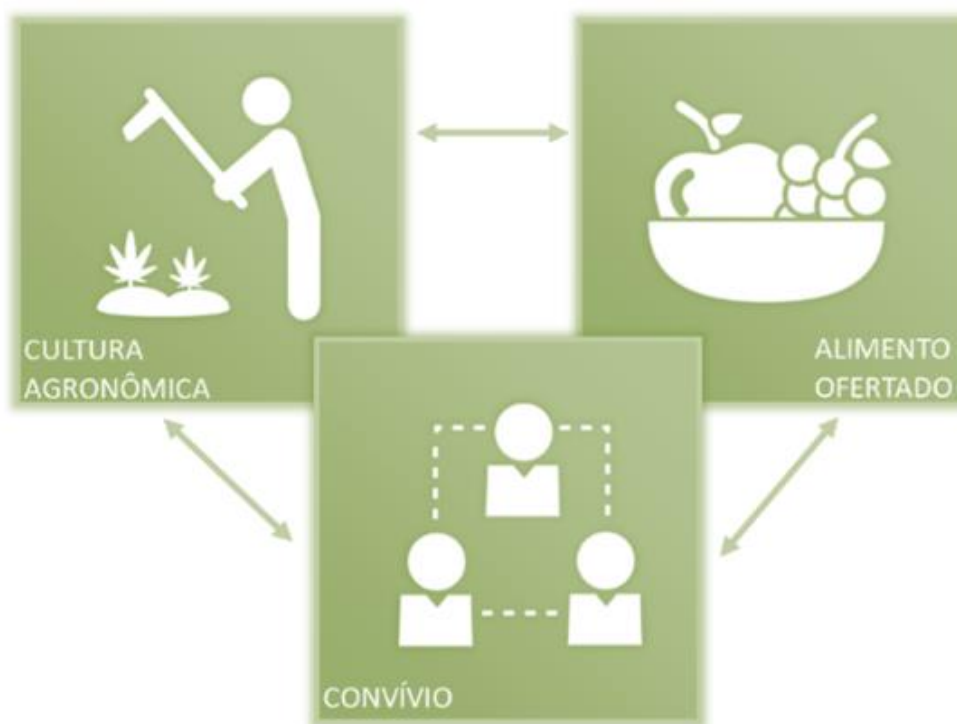 CULTURA
AGRONÔMICA
ALIMENTO
OFERTADO
CONVÍVIO